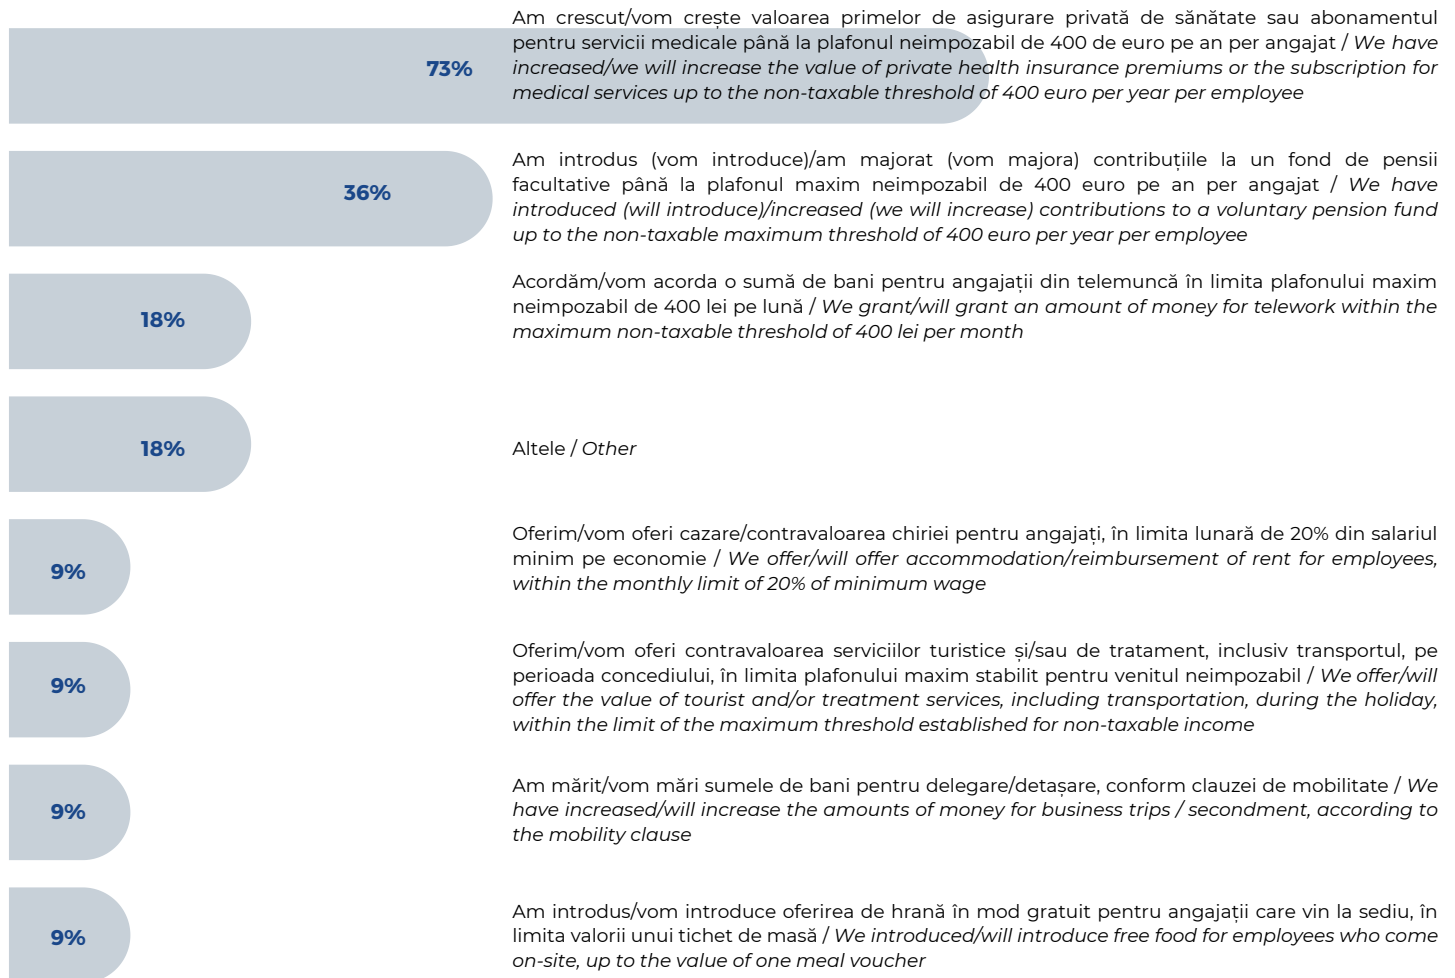 Am crescut/vom crește valoarea primelor de asigurare privată de sănătate sau abonamentul
pentru servicii medicale până la plafonul neimpozabil de 400 de euro pe an per angajat / We have
increased/we will increase the value of private health insurance premiums or the subscription for
medical services up to the non-taxable threshold of 400 euro per year per employee
73%
Am introdus (vom introduce)/am majorat (vom majora) contribuțiile la un fond de pensii
facultative până la plafonul maxim neimpozabil de 400 euro pe an per angajat / We have
introduced (will introduce)/increased (we will increase) contributions to a voluntary pension fund
up to the non-taxable maximum threshold of 400 euro per year per employee
36%
Acordăm/vom acorda o sumă de bani pentru angajații din telemuncă în limita plafonului maxim
neimpozabil de 400 lei pe lună / We grant/will grant an amount of money for telework within the
maximum non-taxable threshold of 400 lei per month
18%
Altele / Other
18%
Oferim/vom oferi cazare/contravaloarea chiriei pentru angajați, în limita lunară de 20% din salariul
minim pe economie / We offer/will offer accommodation/reimbursement of rent for employees,
within the monthly limit of 20% of minimum wage
9%
Oferim/vom oferi contravaloarea serviciilor turistice și/sau de tratament, inclusiv transportul, pe
perioada concediului, în limita plafonului maxim stabilit pentru venitul neimpozabil / We offer/will
offer the value of tourist and/or treatment services, including transportation, during the holiday,
within the limit of the maximum threshold established for non-taxable income
9%
Am mărit/vom mări sumele de bani pentru delegare/detașare, conform clauzei de mobilitate / We
have increased/will increase the amounts of money for business trips / secondment, according to
the mobility clause
9%
Am introdus/vom introduce oferirea de hrană în mod gratuit pentru angajații care vin la sediu, în
limita valorii unui tichet de masă / We introduced/will introduce free food for employees who come
on-site, up to the value of one meal voucher
9%